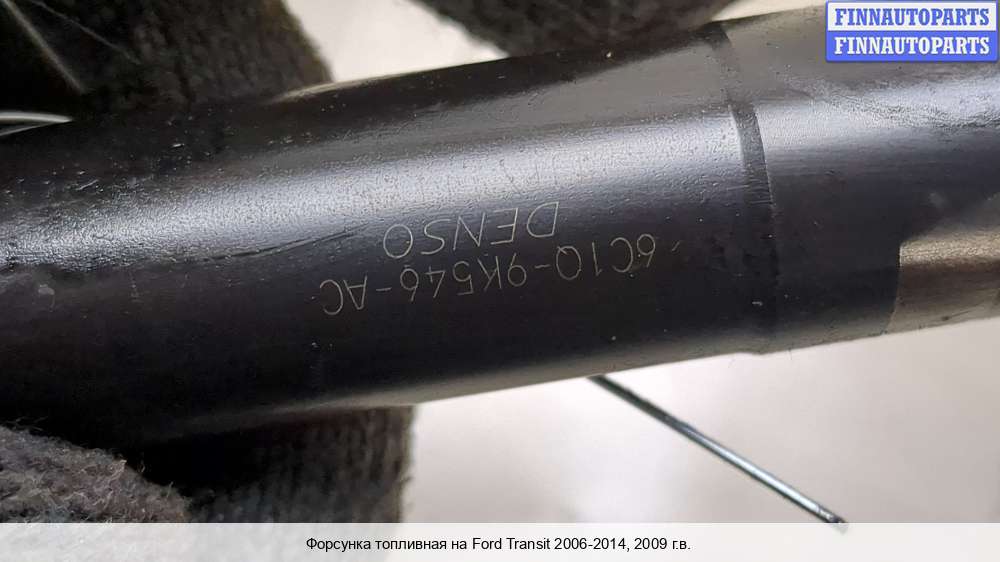 FINNAUTOPARTS
FINNAUTOPARTS
6C1Q-9K546-AC
DENSO
Форсунка топливная на Ford Transit 2006-2014, 2009 г.в.